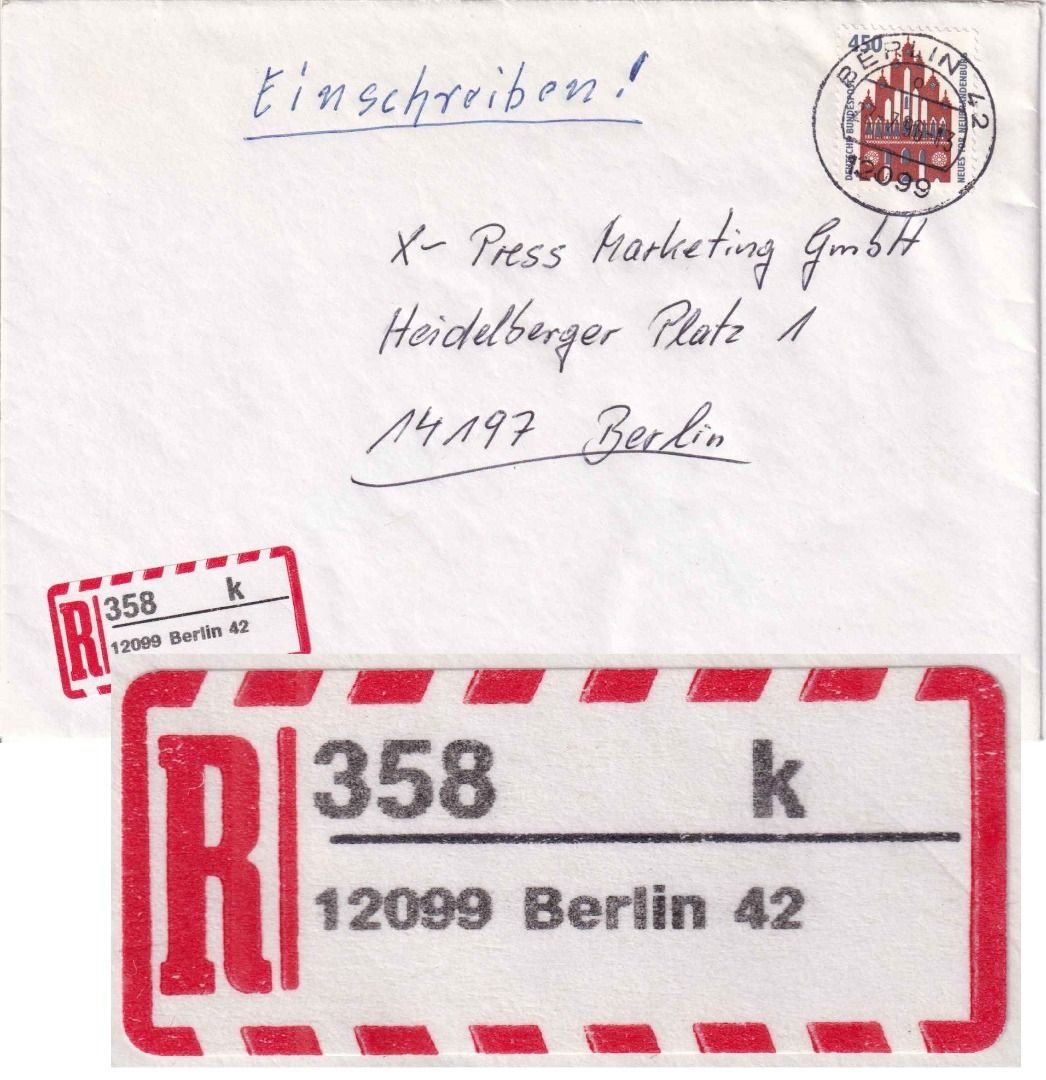 Einschreiben!
450
DEUTSCHE BUNDESPOST
NEUES TOR NEUBRANDENBURG
BERLIN 42
12099
X- Press Marketing GmbH
Heidelberger Platz 1
14197 Berlin
R 358 k
12099 Berlin 42
R 358 k
12099 Berlin 42